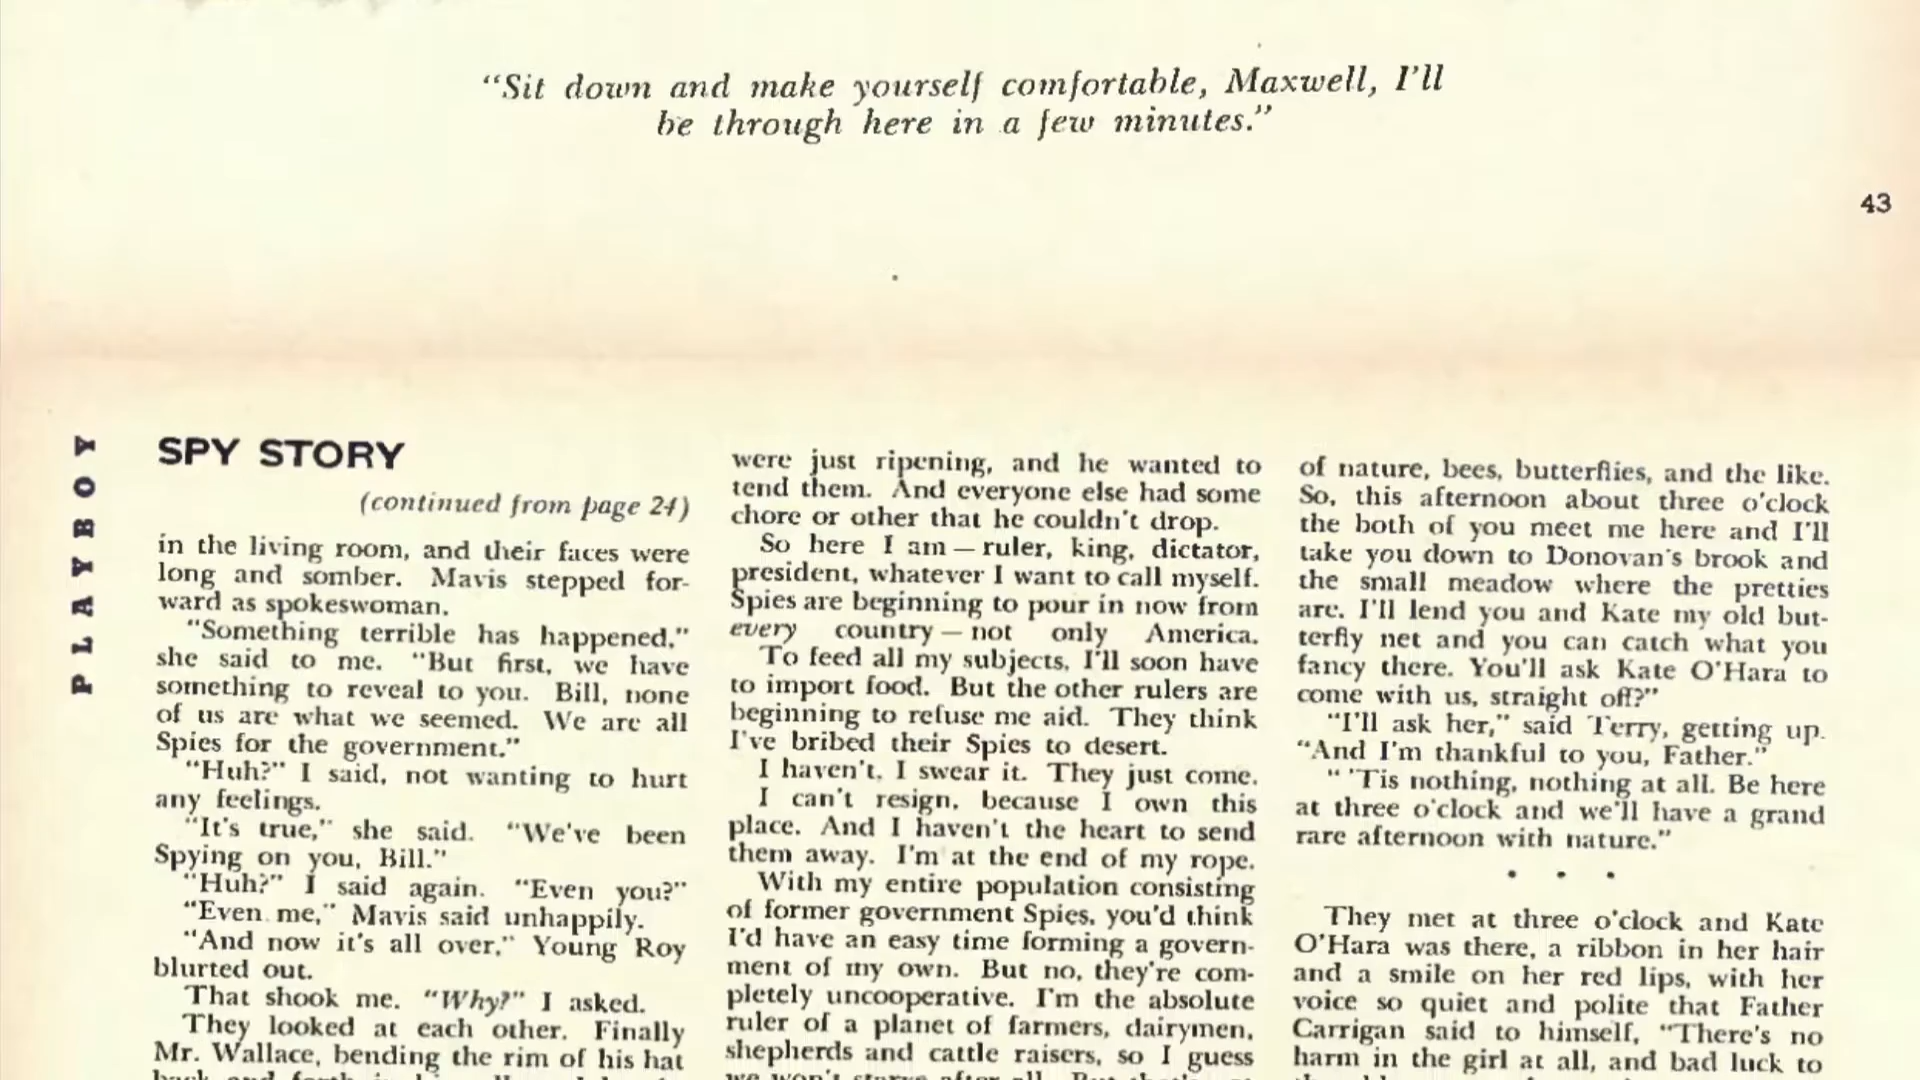 “Sit down and make yourself comfortable, Maxwell, I’ll
be through here in a few minutes.”
43
PLAYBOY
SPY STORY
(continued from page 24)
in the living room, and their faces were
long and somber. Mavis stepped for-
ward as spokeswoman.
“Something terrible has happened,”
she said to me. “But first, we have
something to reveal to you. Bill, none
of us are what we seemed. We are all
Spies for the government.”
“Huh?” I said, not wanting to hurt
any feelings.
“It’s true,” she said. “We’ve been
Spying on you, Bill.”
“Huh?” I said again. “Even you?”
“Even me,” Mavis said unhappily.
“And now it’s all over,” Young Roy
blurted out.
That shook me. “Why?” I asked.
They looked at each other. Finally
Mr. Wallace, bending the rim of his hat
back and forth in his
were just ripening, and he wanted to
tend them. And everyone else had some
chore or other that he couldn’t drop.
So here I am — ruler, king, dictator,
president, whatever I want to call myself.
Spies are beginning to pour in now from
every country — not only America.
To feed all my subjects, I’ll soon have
to import food. But the other rulers are
beginning to refuse me aid. They think
I’ve bribed their Spies to desert.
I haven’t, I swear it. They just come.
I can’t resign, because I own this
place. And I haven’t the heart to send
them away. I’m at the end of my rope.
With my entire population consisting
of former government Spies, you’d think
I’d have an easy time forming a govern-
ment of my own. But no, they’re com-
pletely uncooperative. I’m the absolute
ruler of a planet of farmers, dairymen,
shepherds and cattle raisers, so I guess
we won’t starve after all. But that’s
of nature, bees, butterflies, and the like.
So, this afternoon about three o’clock
the both of you meet me here and I’ll
take you down to Donovan’s brook and
the small meadow where the pretties
are. I’ll lend you and Kate my old but-
terfly net and you can catch what you
fancy there. You’ll ask Kate O’Hara to
come with us, straight off?”
“I’ll ask her,” said Terry, getting up.
“And I’m thankful to you, Father.”
“ ’Tis nothing, nothing at all. Be here
at three o’clock and we’ll have a grand
rare afternoon with nature.”
• • •
They met at three o’clock and Kate
O’Hara was there, a ribbon in her hair
and a smile on her red lips, with her
voice so quiet and polite that Father
Carrigan said to himself, “There’s no
harm in the girl at all, and bad luck to